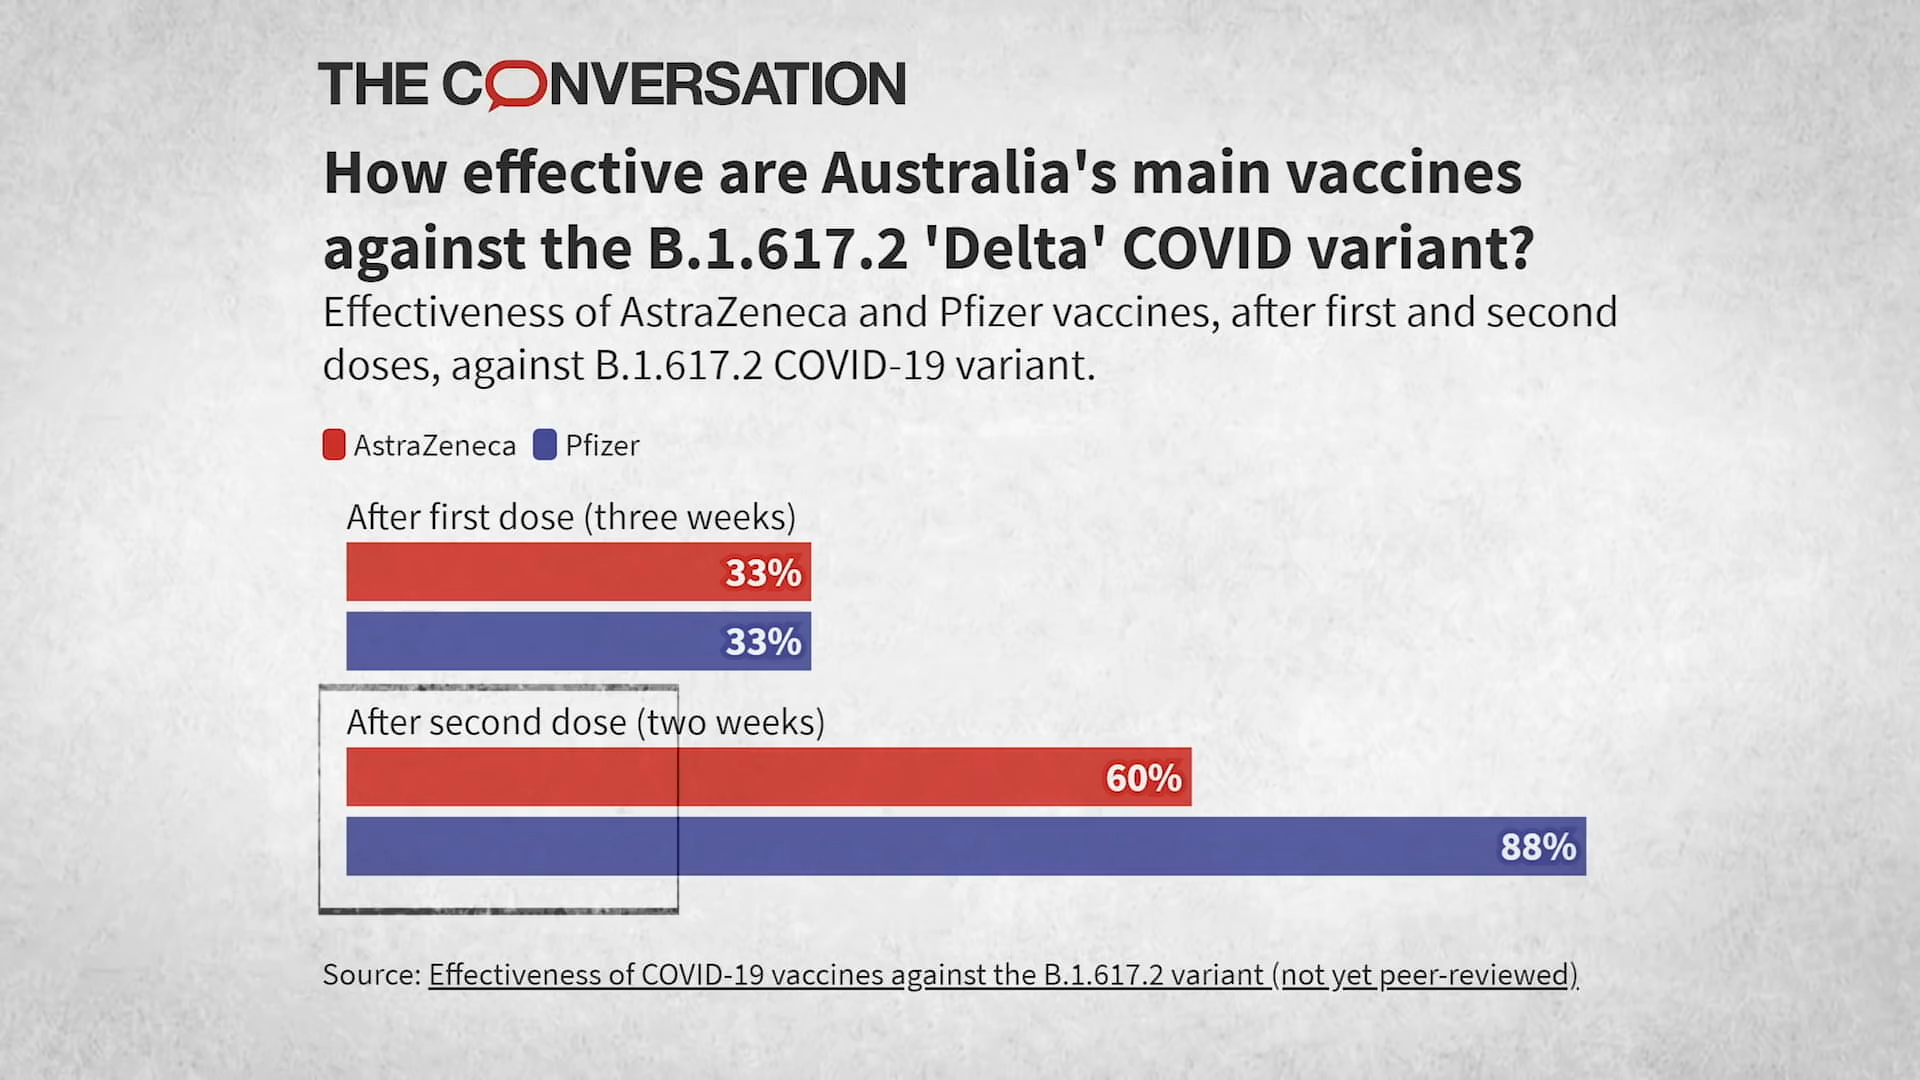 THE CONVERSATION
How effective are Australia's main vaccines
against the B.1.617.2 'Delta' COVID variant?
Effectiveness of AstraZeneca and Pfizer vaccines, after first and second
doses, against B.1.617.2 COVID-19 variant.
AstraZeneca Pfizer
After first dose (three weeks)
33%
33%
After second dose (two weeks)
60%
88%
Source: Effectiveness of COVID-19 vaccines against the B.1.617.2 variant (not yet peer-reviewed)